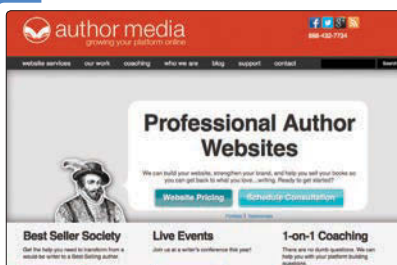 author media
growing your platform online
866-432-7734
website services our work coaching who we are blog support contact
Search
Professional Author
Websites
We can build your website, strengthen your brand, and help you sell your books so
you can get back to what you love...writing. Ready to get started?
Website Pricing Schedule Consultation
Best Seller Society Live Events 1-on-1 Coaching
Get the help you need to transform from a Join us at a writer's conference this year! There are no dumb questions. We can
would be writer to a Best Selling author help you with your platform building
questions.